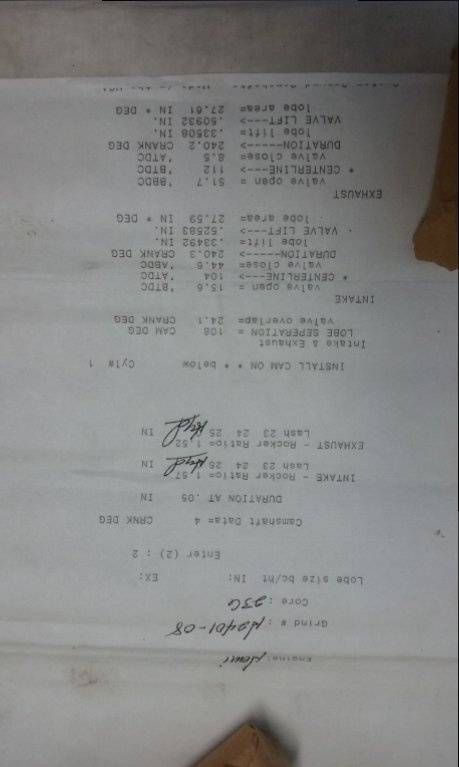 Engine: Hemi
Grind # : H2401-08
Core : 256
Lobe size bc/ht IN: EX:
Enter (2) : 2
Camshaft Data= 4 CRNK DEG
DURATION AT .05 IN
INTAKE - Rocker Ratio= 1.57
Lash 23 24 25 Hyd IN
EXHAUST - Rocker Ratio= 1.52
Lash 23 24 25 Hyd IN
INSTALL CAM ON * * below Cyl# 1
Intake & Exhaust
LOBE SEPERATION = 108 CAM DEG
valve overlap= 24.1 CRANK DEG
INTAKE
valve open = 15.6 'BTDC
* CENTERLINE---> 104 'ATDC
valve close= 44.6 'ABDC
DURATION-----> 240.3 CRANK DEG
lobe lift= .33492 IN.
VALVE LIFT---> .52583 IN.
lobe area= 27.59 IN * DEG
EXHAUST
valve open = 51.7 'BBDC
* CENTERLINE---> 112 'BTDC
valve close= 8.5 'ATDC
DURATION-----> 240.2 CRANK DEG
lobe lift= .33508 IN.
VALVE LIFT---> .50932 IN.
lobe area= 27.61 IN * DEG